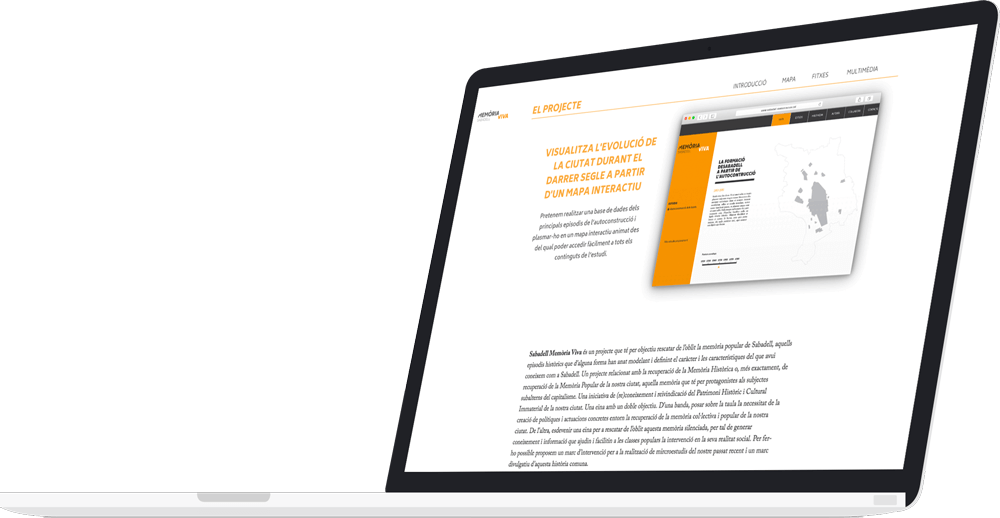 INTRODUCCIÓ MAPA FITXES MULTIMÈDIA
MEMÒRIA
VIVA
EL PROJECTE
VISUALITZA L'EVOLUCIÓ DE
LA CIUTAT DURANT EL
DARRER SEGLE A PARTIR
D'UN MAPA INTERACTIU
Pretenem realitzar una base de dades dels
principals episodis de l'autoconstrucció i
plasmar-ho en un mapa interactiu animat des
del qual poder accedir fàcilment a tots els
continguts de l'estudi.
MEMÒRIA
VIVA
LA FORMACIÓ
DESABADELL
A PARTIR DE
L'AUTOCONTRUCCIÓ
Sabadell Memòria Viva és un projecte que té per objectiu rescatar de l'oblit la memòria popular de Sabadell, aquells
episodis històrics que d'alguna forma han anat modelant i definint el caràcter i les característiques del que avui
coneixem com a Sabadell. Un projecte relacionat amb la recuperació de la Memòria Històrica o, més exactament, de
recuperació de la Memòria Popular de la nostra ciutat, aquella memòria que té per protagonistes als subjectes
subalterns del capitalisme. Una iniciativa de (re)coneixement i reivindicació del Patrimoni Històric i Cultural
Immaterial de la nostra ciutat. Una eina amb un doble objectiu. D'una banda, posar sobre la taula la necessitat de la
creació de polítiques i actuacions concretes entorn la recuperació de la memòria col·lectiva i popular de la nostra
ciutat. De l'altra, esdevenir una eina per a rescatar de l'oblit aquesta memòria silenciada, per tal de generar
coneixement i informació que ajudin i facilitin a les classes populars la intervenció en la seva realitat social. Per fer-
ho possible proposem un marc d'intervenció per a la realització de microestudis del nostre passat recent i un marc
divulgatiu d'aquesta història comuna.